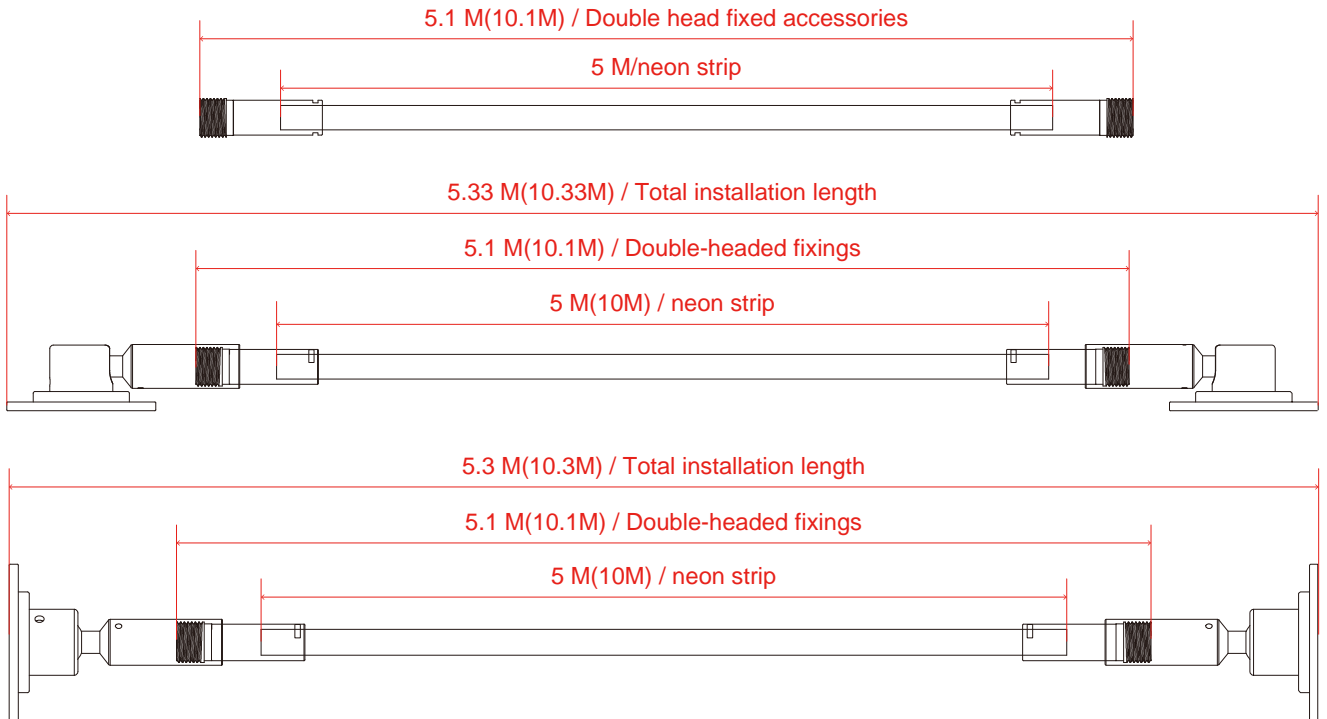 5.1 M(10.1M) / Double head fixed accessories
5 M/neon strip
5.33 M(10.33M) / Total installation length
5.1 M(10.1M) / Double-headed fixings
5 M(10M) / neon strip
5.3 M(10.3M) / Total installation length
5.1 M(10.1M) / Double-headed fixings
5 M(10M) / neon strip